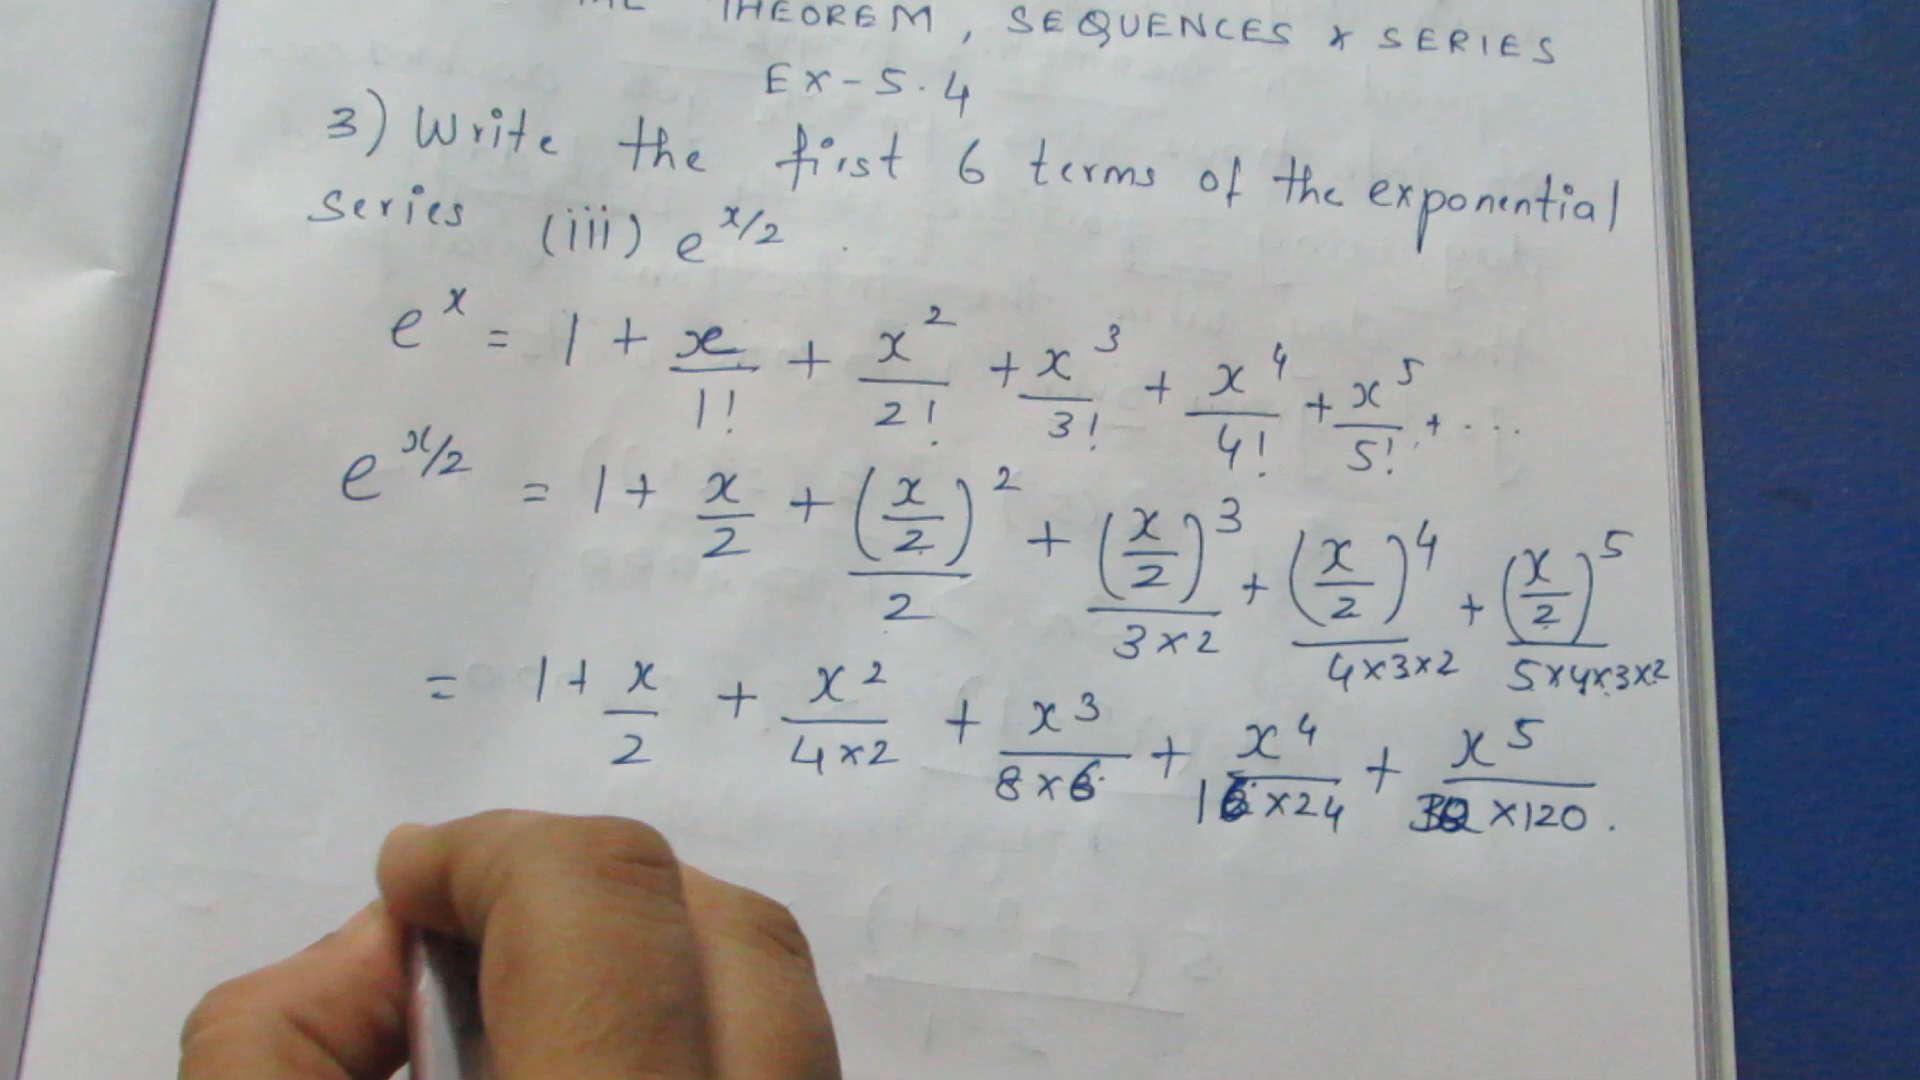 THEOREM, SEQUENCES & SERIES
EX-5.4
3) Write the first 6 terms of the exponential
series (iii) e^x/2.
e^x = 1 + x/1! + x^2/2! + x^3/3! + x^4/4! + x^5/5! + ...
e^x/2 = 1 + x/2 + (x/2)^2/2 + (x/2)^3/3×2 + (x/2)^4/4×3×2 + (x/2)^5/5×4×3×2
= 1 + x/2 + x^2/4×2 + x^3/8×6 + x^4/16×24 + x^5/32×120.